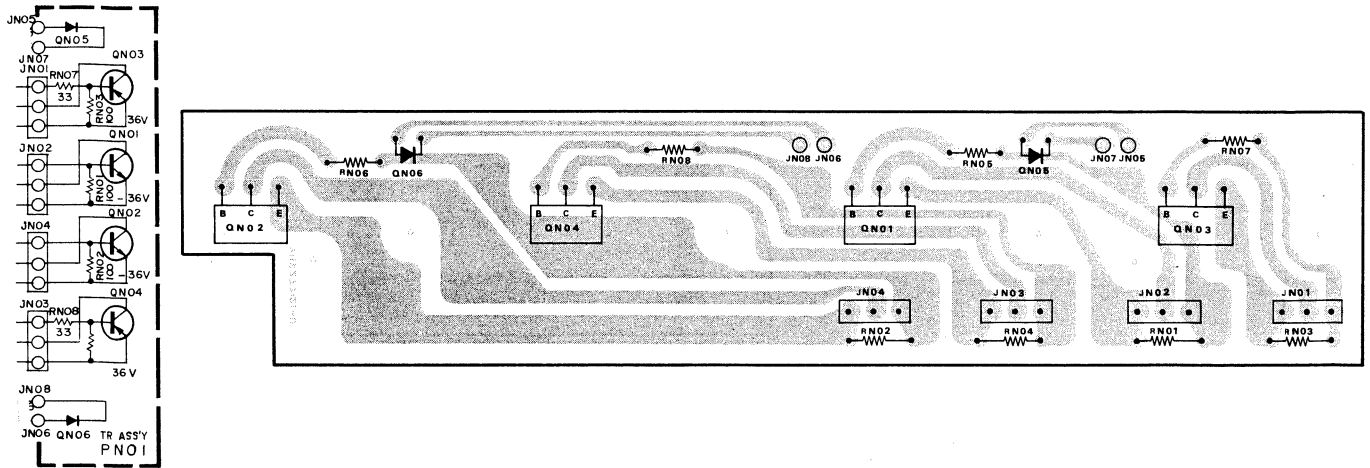 JN05
QN05
JN07
JN01
RN07
33
QN03
RN03
100
36V
QN01
JN02
RN01
100
-36V
QN02
JN04
RN02
100
-36V
QN04
JN03
RN08
33
36V
JN08
JN06 QN06
TR ASS'Y
PN01
RN06 QN06
RN08
JN08 JN06
RN05
QN05
JN07 JN05
RN07
B C E
QN02
B C E
QN04
B C E
QN01
B C E
QN03
JN04 JN03 JN02 JN01
RN02 RN04 RN01 RN03